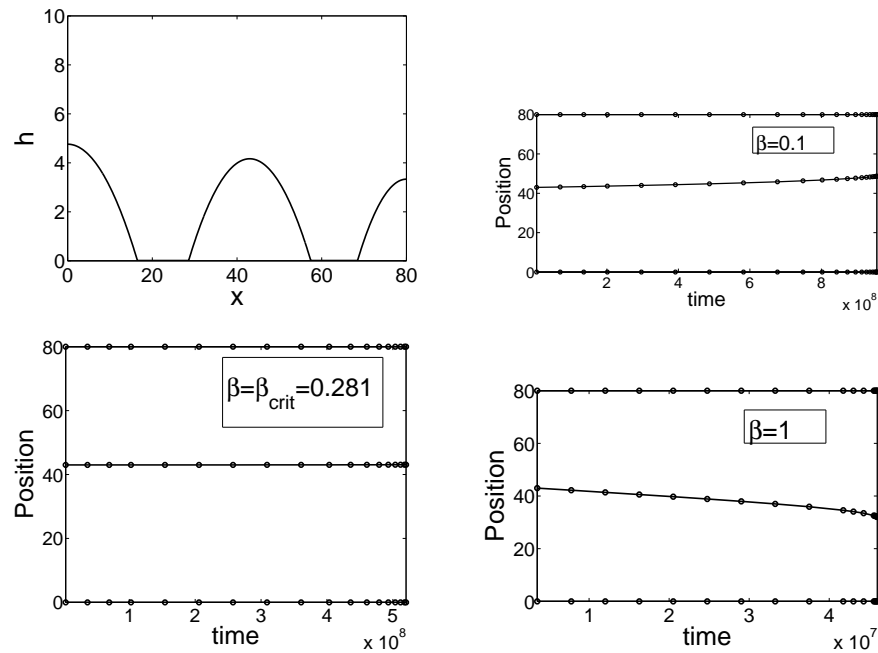 10
8
6
4
2
0
h
0 20 40 60 80
x
80
60
40
20
0
Position
β=0.1
2 4 6 8
time
x 10^8
80
60
40
20
0
Position
β=β_crit=0.281
1 2 3 4 5
time
x 10^8
80
60
40
20
0
Position
β=1
1 2 3 4
time
x 10^7